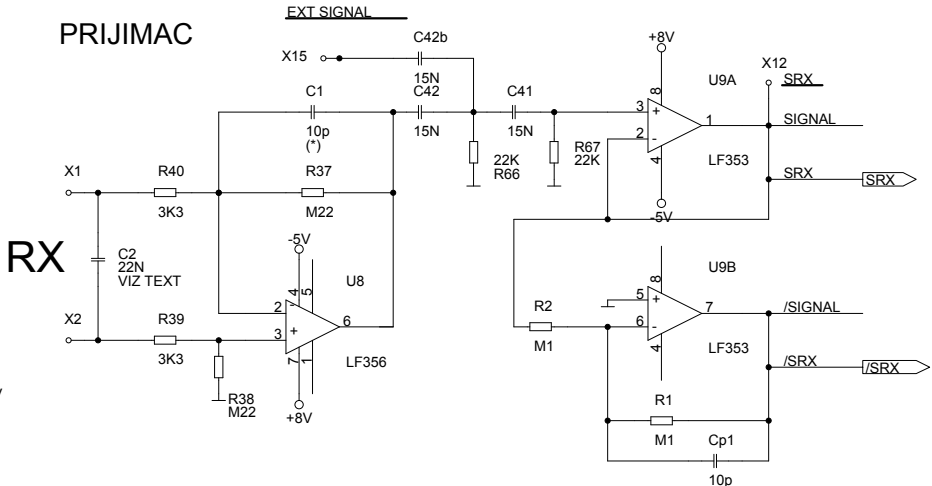 EXT SIGNAL
PRIJIMAC
X15
C42b
15N
+8V
X12
SRX
U9A
C1
10p
(*)
C42
15N
C41
15N
8
3
+
2
-
1
4
-5V
LF353
SIGNAL
22K
R66
R67
22K
X1
R40
3K3
R37
M22
SRX
SRX
RX
C2
22N
VIZ TEXT
-5V
4
5
U8
2
-
3
+
6
7
1
LF356
+8V
X2
R39
3K3
R38
M22
U9B
8
5
+
6
-
7
4
LF353
R2
M1
/SIGNAL
/SRX
/SRX
R1
M1
Cp1
10p